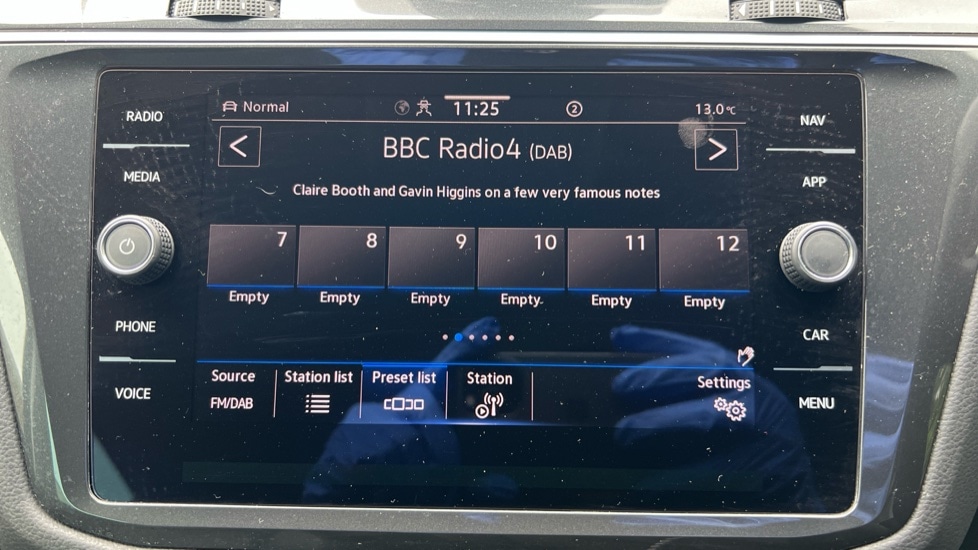 RADIO
MEDIA
PHONE
VOICE
Normal
11:25
2
13.0°C
BBC Radio4 (DAB)
Claire Booth and Gavin Higgins on a few very famous notes
7 8 9 10 11 12
Empty Empty Empty Empty Empty Empty
Source Station list Preset list Station Settings
FM/DAB
NAV
APP
CAR
MENU